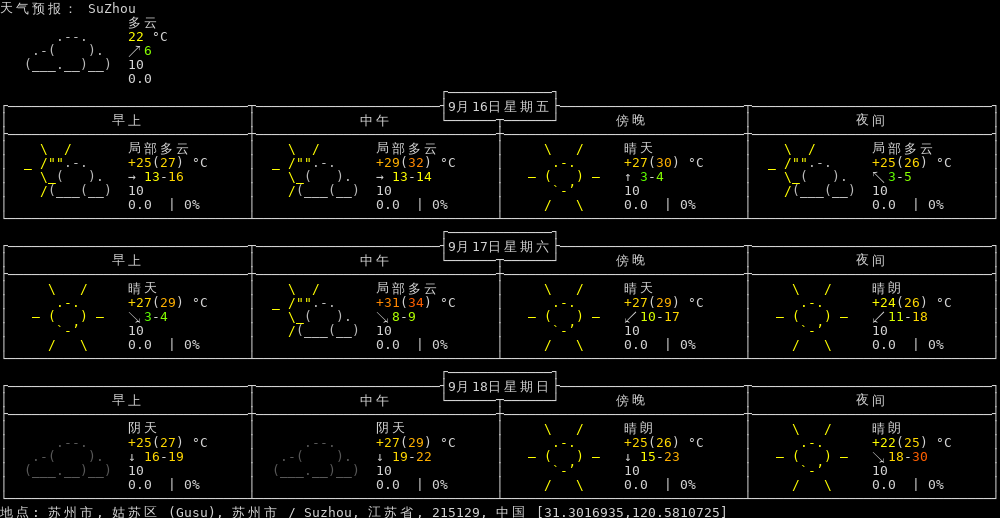 天气预报: SuZhou
多云
22 °C
↗ 6
10
0.0
9月16日星期五
早上 中午 傍晚 夜间
局部多云 局部多云 晴天 局部多云
+25(27) °C +29(32) °C +27(30) °C +25(26) °C
→ 13-16 → 13-14 ↑ 3-4 ↖ 3-5
10 10 10 10
0.0 | 0% 0.0 | 0% 0.0 | 0% 0.0 | 0%
9月17日星期六
早上 中午 傍晚 夜间
晴天 局部多云 晴天 晴朗
+27(29) °C +31(34) °C +27(29) °C +24(26) °C
↘ 3-4 ↘ 8-9 ↙ 10-17 ↙ 11-18
10 10 10 10
0.0 | 0% 0.0 | 0% 0.0 | 0% 0.0 | 0%
9月18日星期日
早上 中午 傍晚 夜间
阴天 阴天 晴朗 晴朗
+25(27) °C +27(29) °C +25(26) °C +22(25) °C
↓ 16-19 ↓ 19-22 ↓ 15-23 ↘ 18-30
10 10 10 10
0.0 | 0% 0.0 | 0% 0.0 | 0% 0.0 | 0%
地点: 苏州市, 姑苏区 (Gusu), 苏州市 / Suzhou, 江苏省, 215129, 中国 [31.3016935,120.5810725]